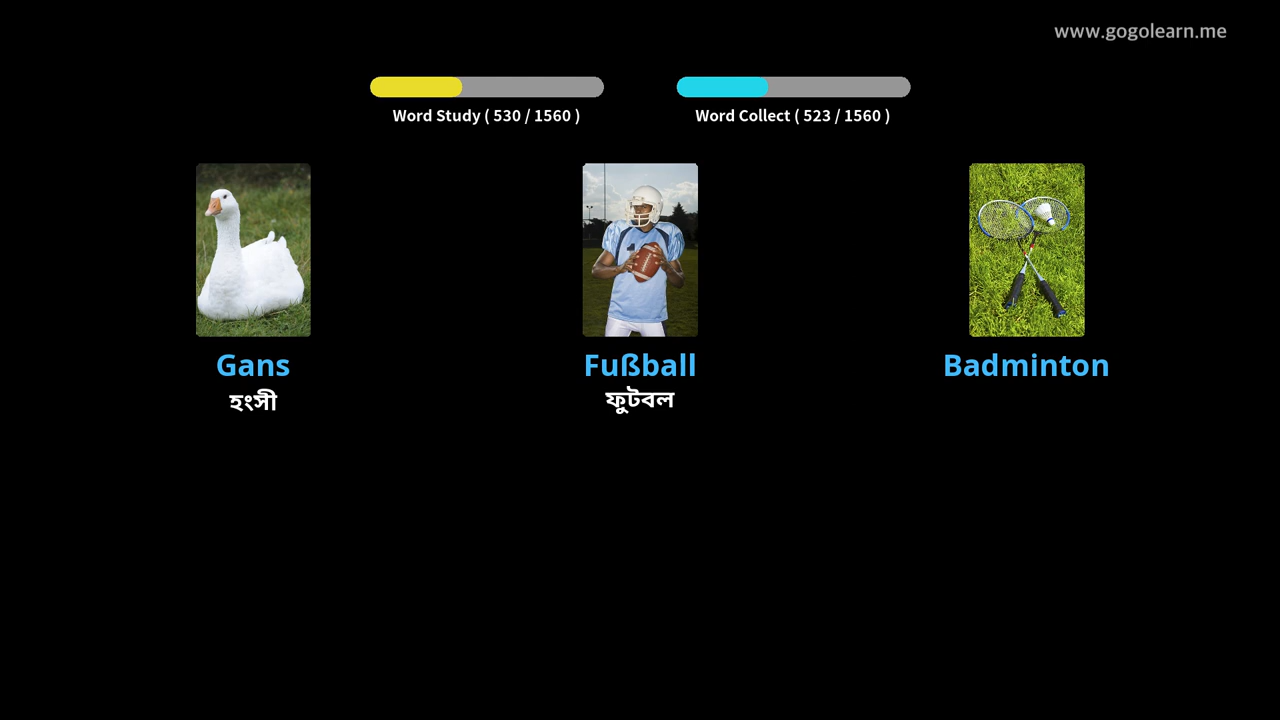 www.gogolearn.me
Word Study ( 530 / 1560 )
Word Collect ( 523 / 1560 )
Gans
হংসী
Fußball
ফুটবল
Badminton